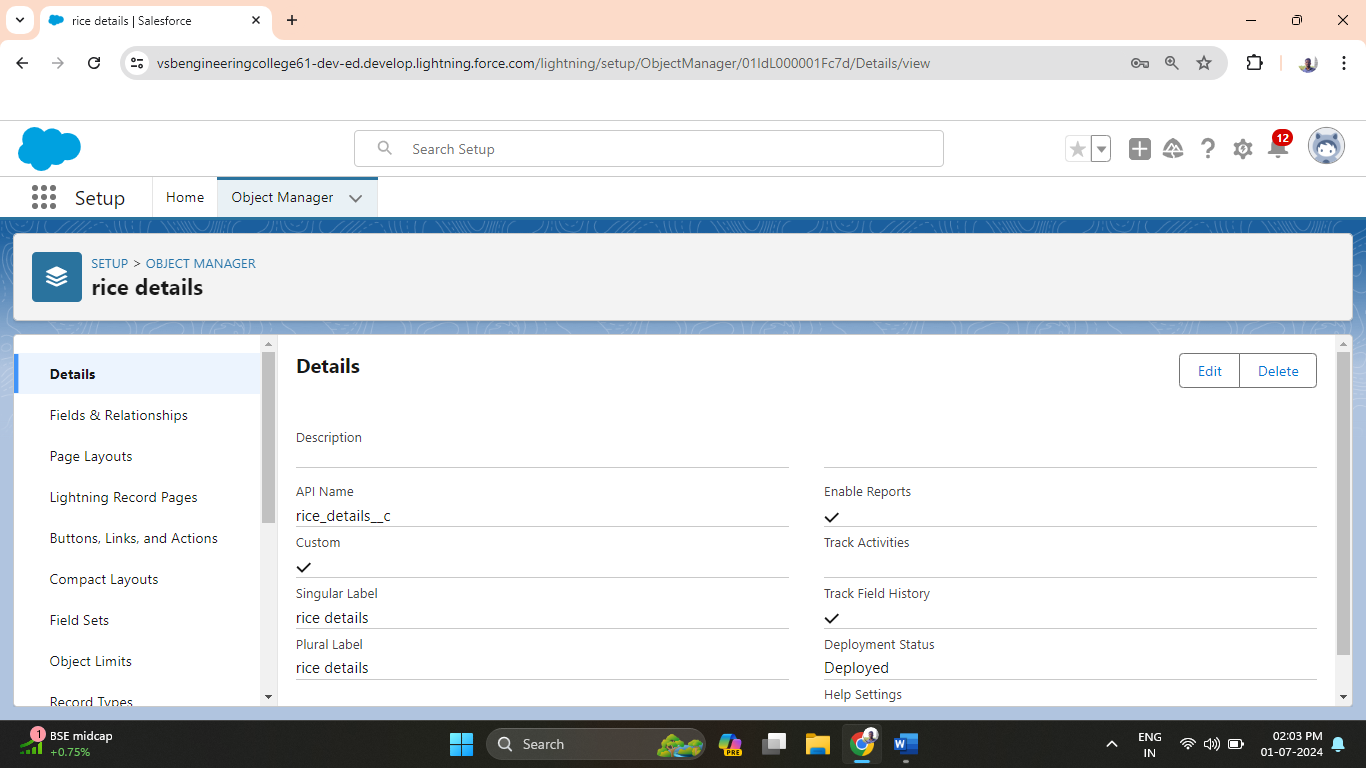 rice details | Salesforce
vsbengineeringcollege61-dev-ed.develop.lightning.force.com/lightning/setup/ObjectManager/01IdL000001Fc7d/Details/view
Search Setup
12
Setup
Home
Object Manager
SETUP > OBJECT MANAGER
rice details
Details
Fields & Relationships
Page Layouts
Lightning Record Pages
Buttons, Links, and Actions
Compact Layouts
Field Sets
Object Limits
Record Types
Details
Edit
Delete
Description
API Name
rice_details__c
Custom
Singular Label
rice details
Plural Label
rice details
Enable Reports
Track Activities
Track Field History
Deployment Status
Deployed
Help Settings
1
BSE midcap
+0.75%
Search
PRE
ENG
IN
02:03 PM
01-07-2024